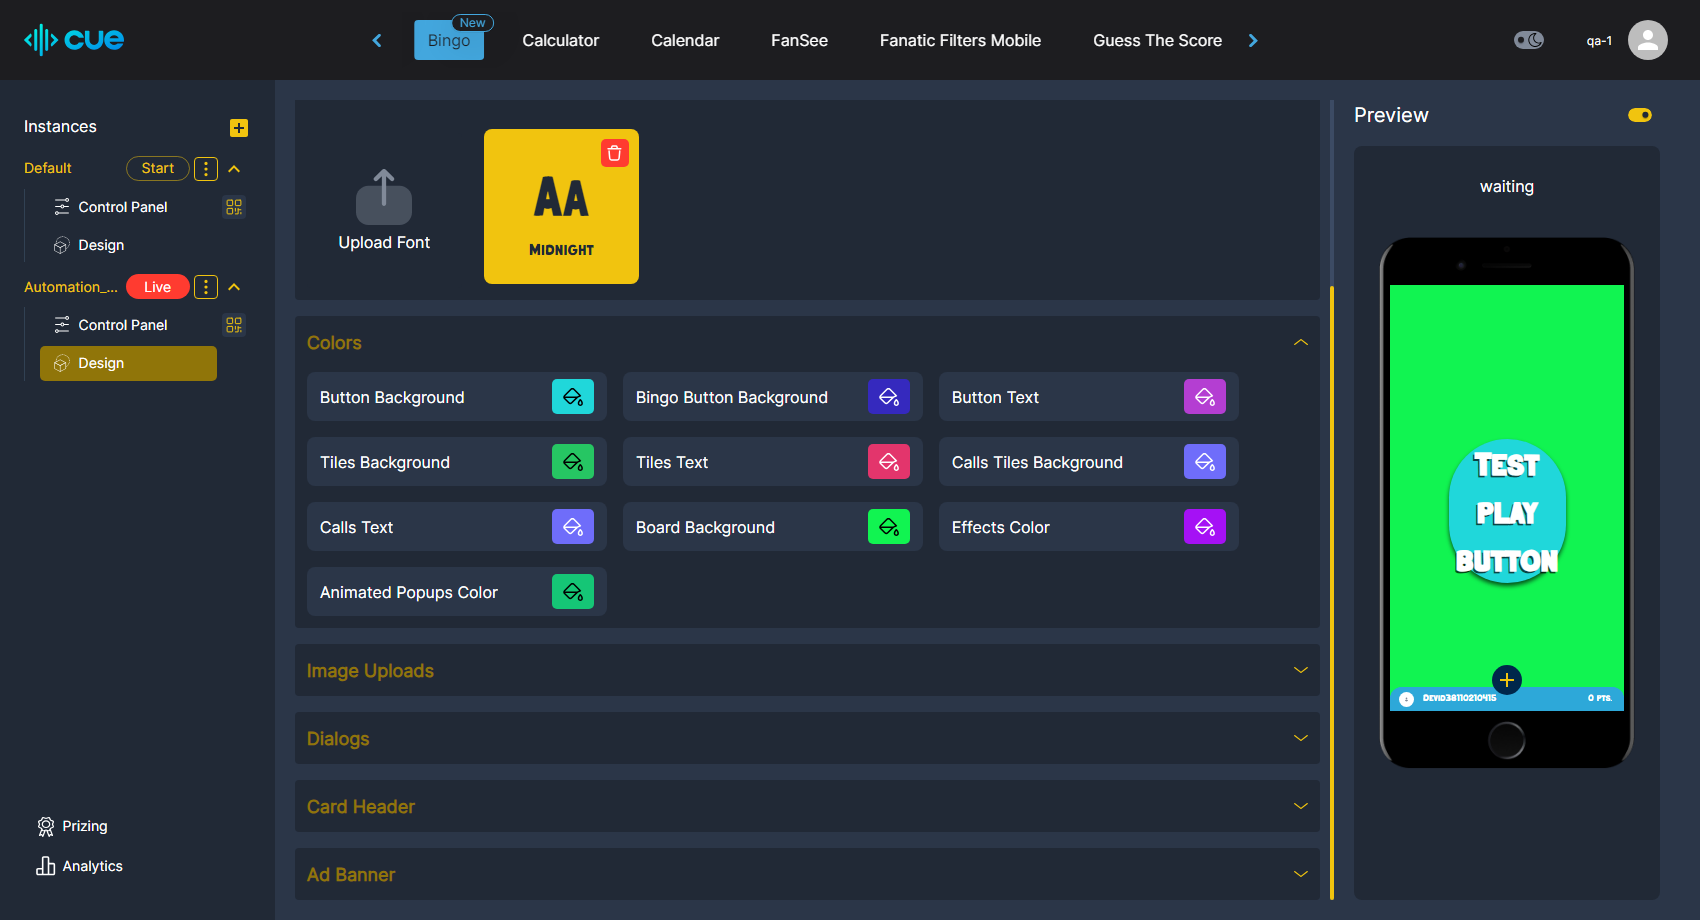 cue
Bingo
New
Calculator
Calendar
FanSee
Fanatic Filters Mobile
Guess The Score
qa-1
Instances
Default
Start
Control Panel
Design
Automation_...
Live
Control Panel
Design
Prizing
Analytics
Upload Font
AA
MIDNIGHT
Colors
Button Background
Bingo Button Background
Button Text
Tiles Background
Tiles Text
Calls Tiles Background
Calls Text
Board Background
Effects Color
Animated Popups Color
Image Uploads
Dialogs
Card Header
Ad Banner
Preview
waiting
TEST
PLAY
BUTTON
DEVID38110210415
0 PTS.